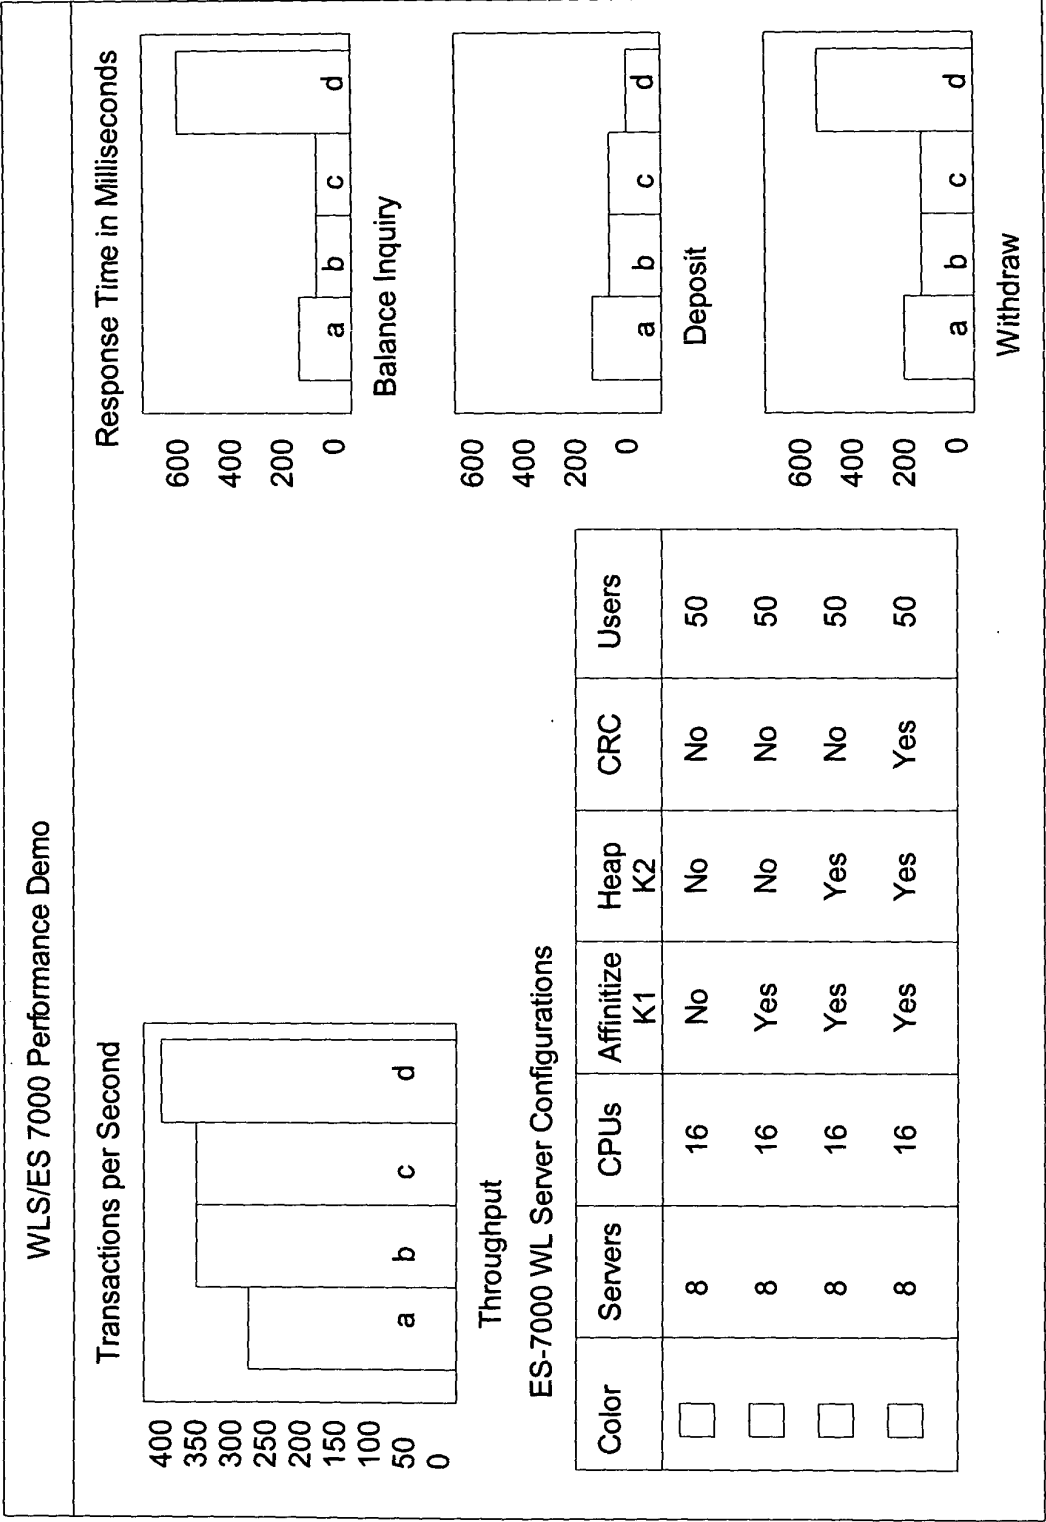 WLS/ES 7000 Performance Demo
Transactions per Second
400
350
300
250
200
150
100
50
0
a
b
c
d
Throughput
Response Time in Milliseconds
600
400
200
0
a
b
c
d
Balance Inquiry
600
400
200
0
a
b
c
d
Deposit
600
400
200
0
a
b
c
d
Withdraw
ES-7000 WL Server Configurations
Color Servers CPUs Affinitize K1 Heap K2 CRC Users
8 16 No No No 50
8 16 Yes No No 50
8 16 Yes Yes No 50
8 16 Yes Yes Yes 50